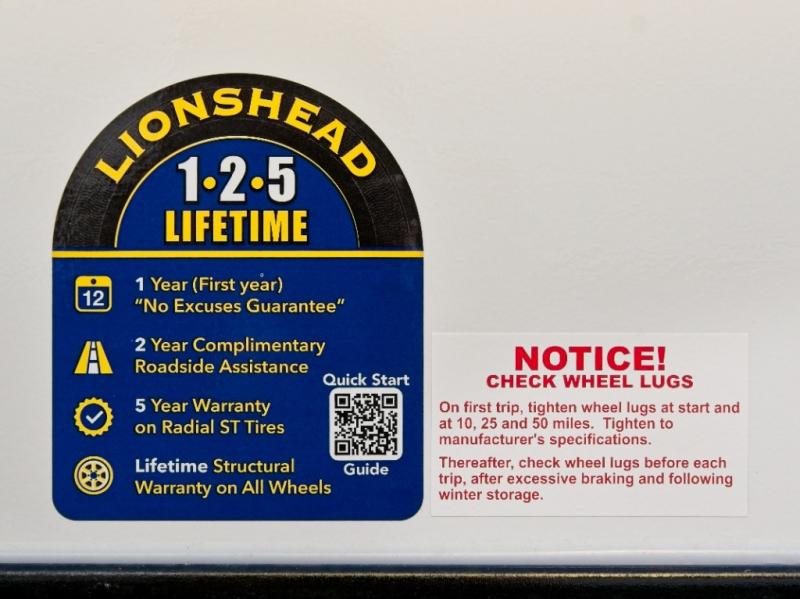 LIONSHEAD
1·2·5
LIFETIME
12
1 Year (First year)
"No Excuses Guarantee"
2 Year Complimentary
Roadside Assistance
5 Year Warranty
on Radial ST Tires
Quick Start
Guide
Lifetime Structural
Warranty on All Wheels
NOTICE!
CHECK WHEEL LUGS
On first trip, tighten wheel lugs at start and
at 10, 25 and 50 miles.  Tighten to
manufacturer's specifications.
Thereafter, check wheel lugs before each
trip, after excessive braking and following
winter storage.